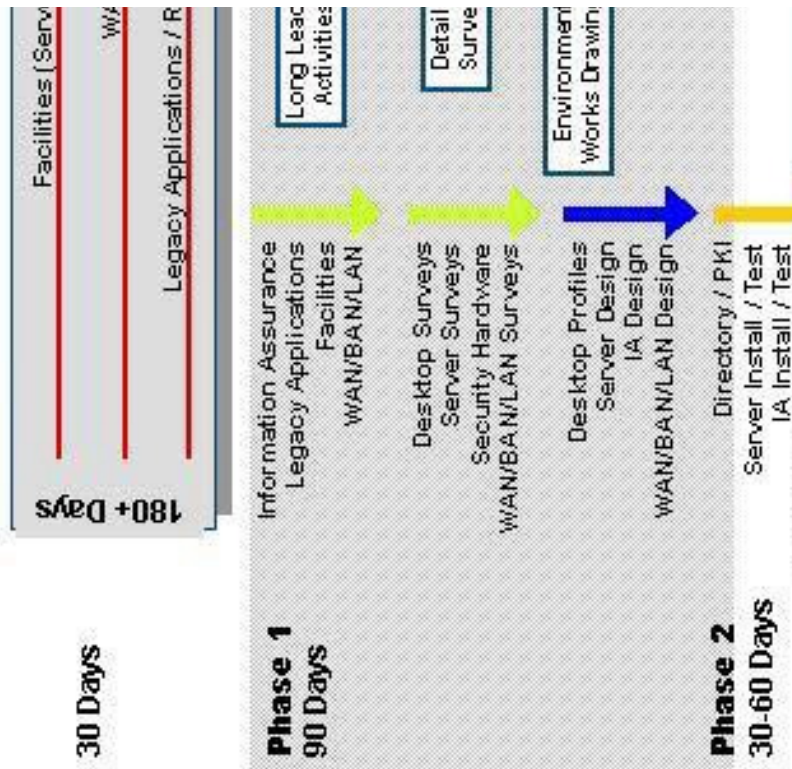 30 Days
180+ Days
Facilities (Serv
WA
Legacy Applications / R
Phase 1
90 Days
Information Assurance
Legacy Applications
Facilities
WAN/BAN/LAN
Long Lead
Activities
Desktop Surveys
Server Surveys
Security Hardware
WAN/BAN/LAN Surveys
Detail
Surve
Desktop Profiles
Server Design
IA Design
WAN/BAN/LAN Design
Environment
Works Drawing
Phase 2
30-60 Days
Directory / PKI
Server Install / Test
IA Install / Test